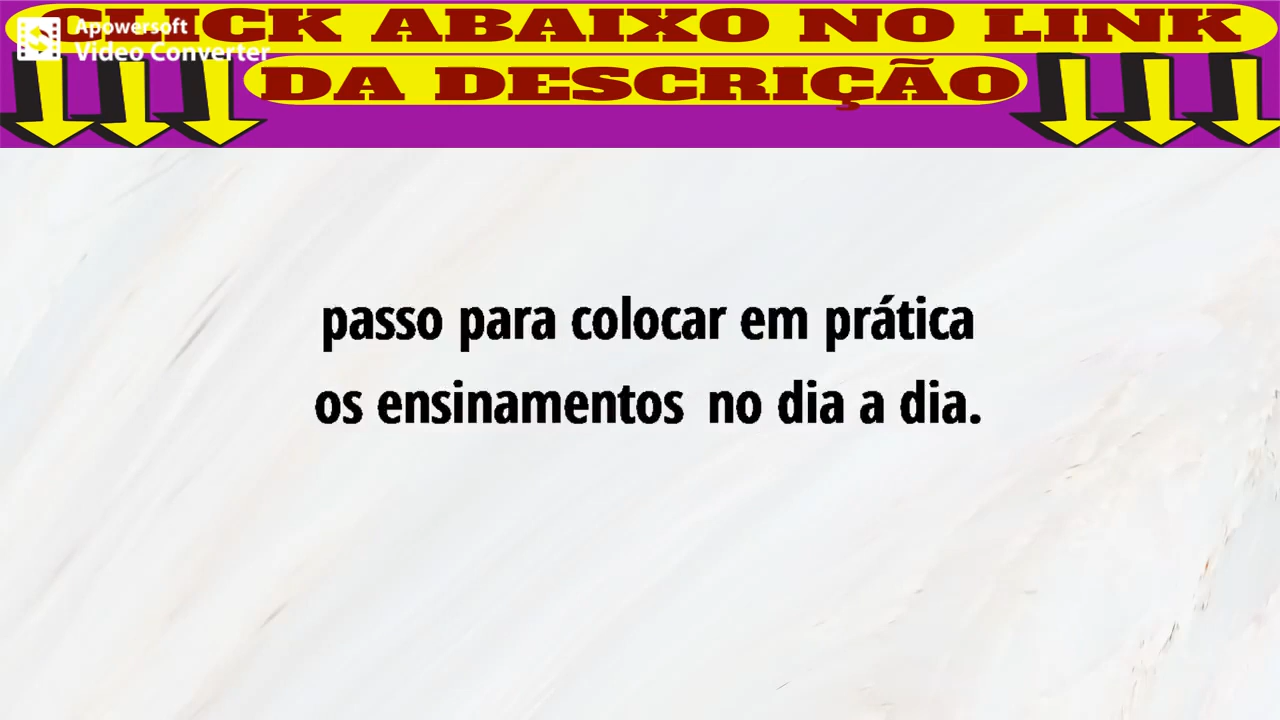 CLICK ABAIXO NO LINK
DA DESCRIÇÃO
Apowersoft
Video Converter
passo para colocar em prática
os ensinamentos no dia a dia.